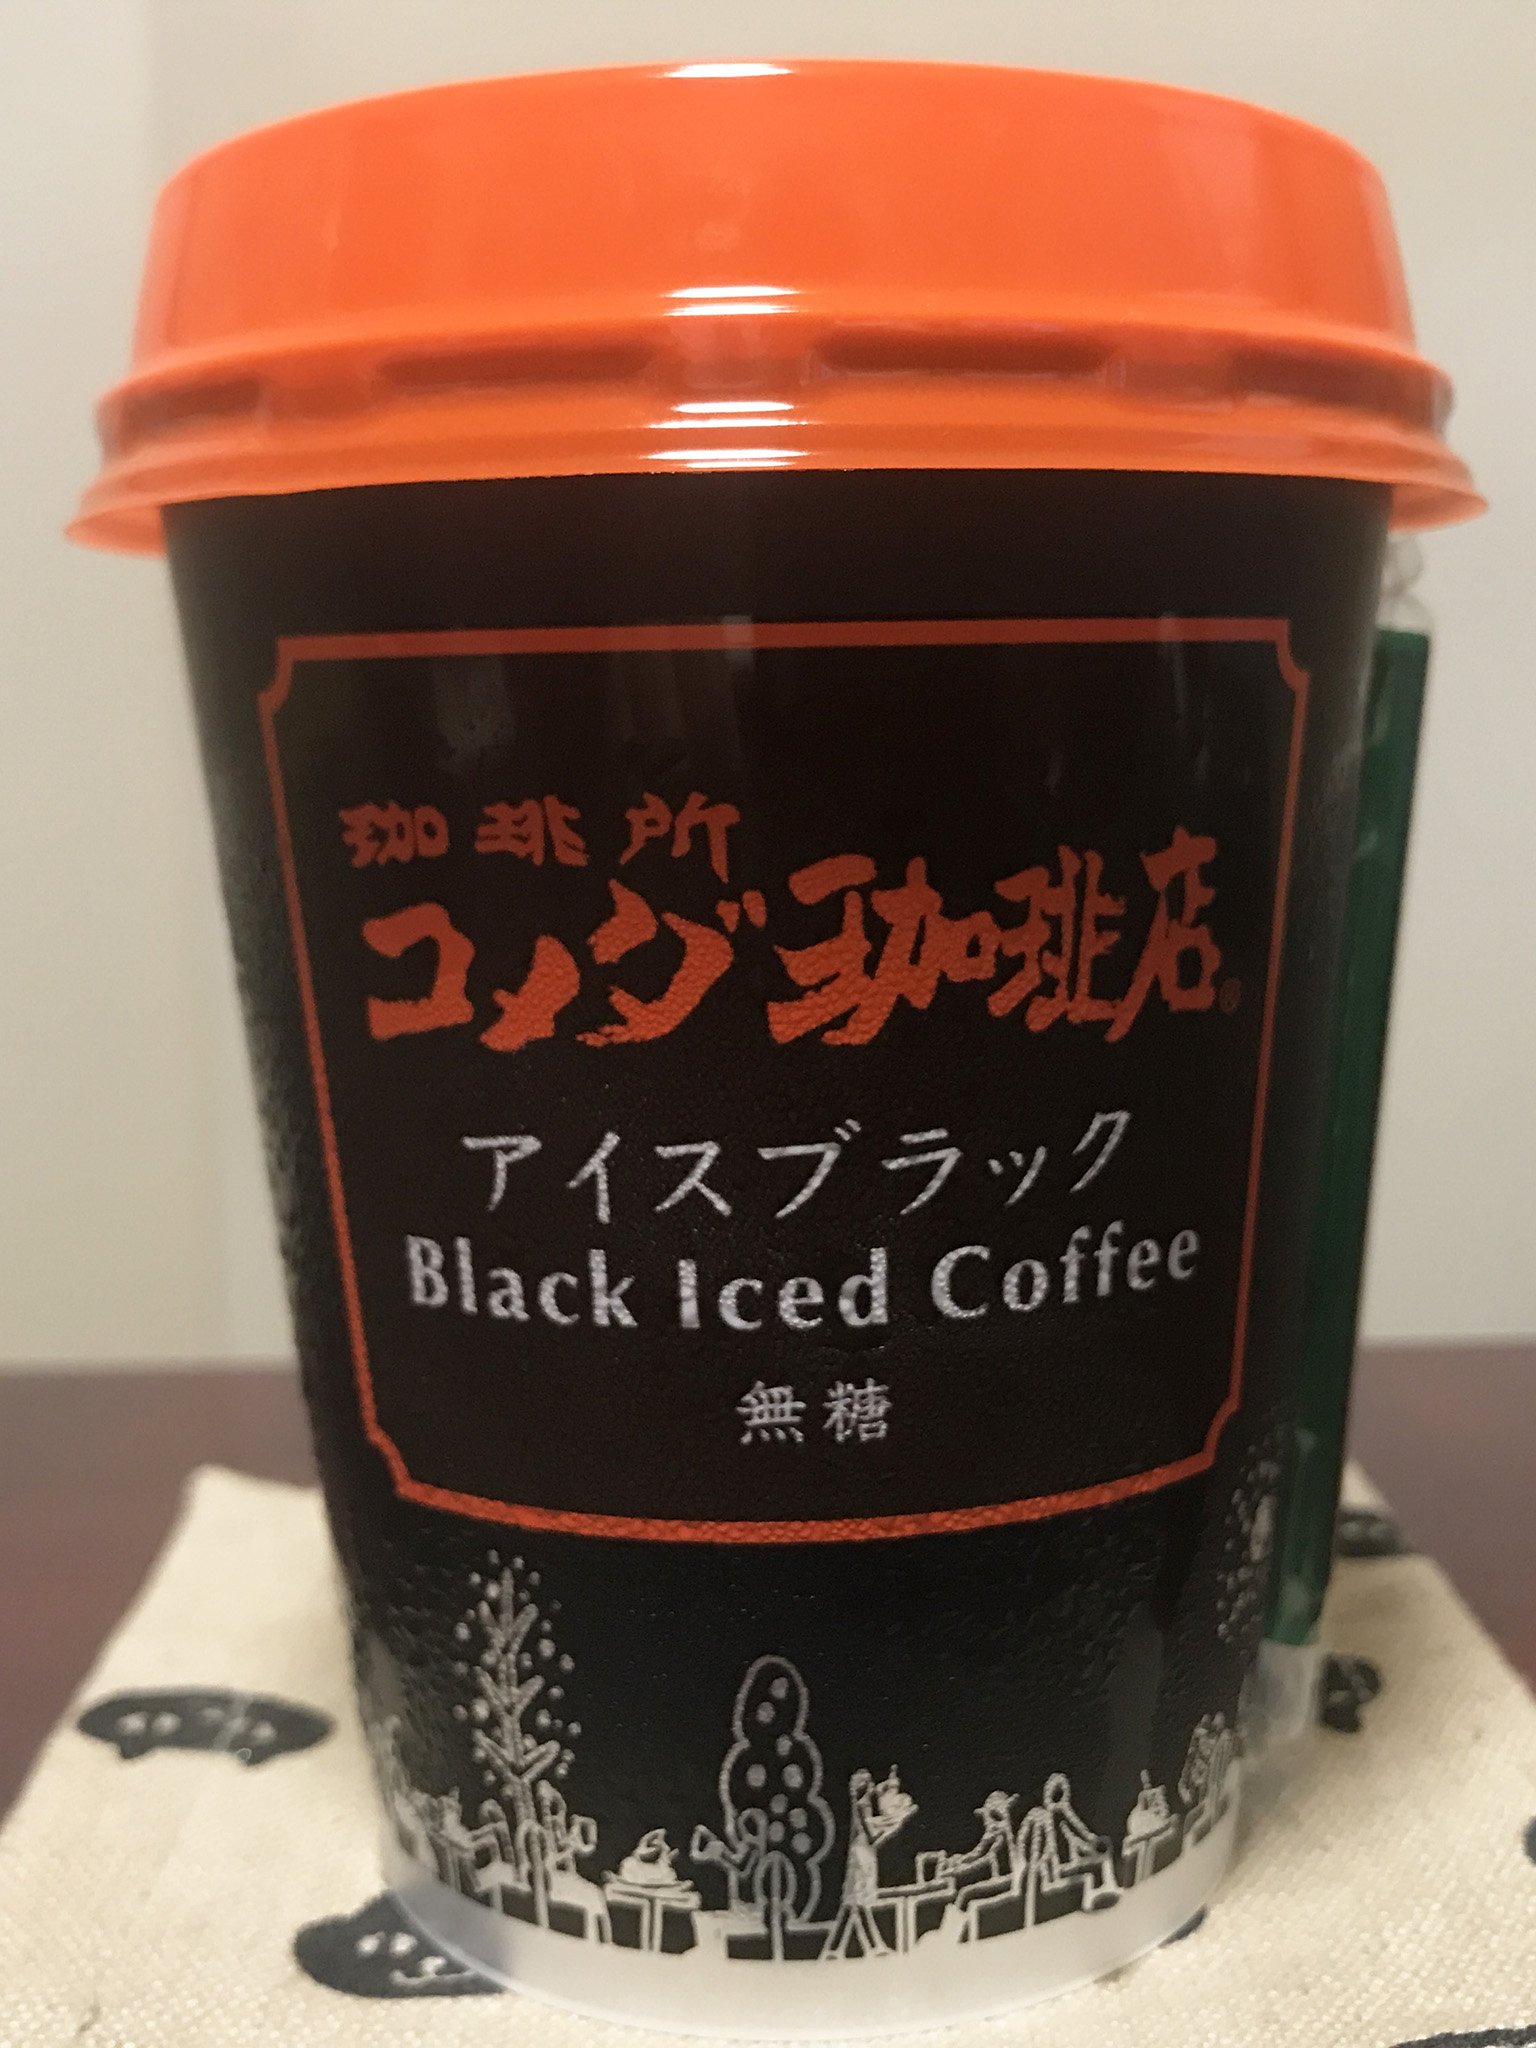 珈琲所
コメダ珈琲店®
アイスブラック
Black Iced Coffee
無糖